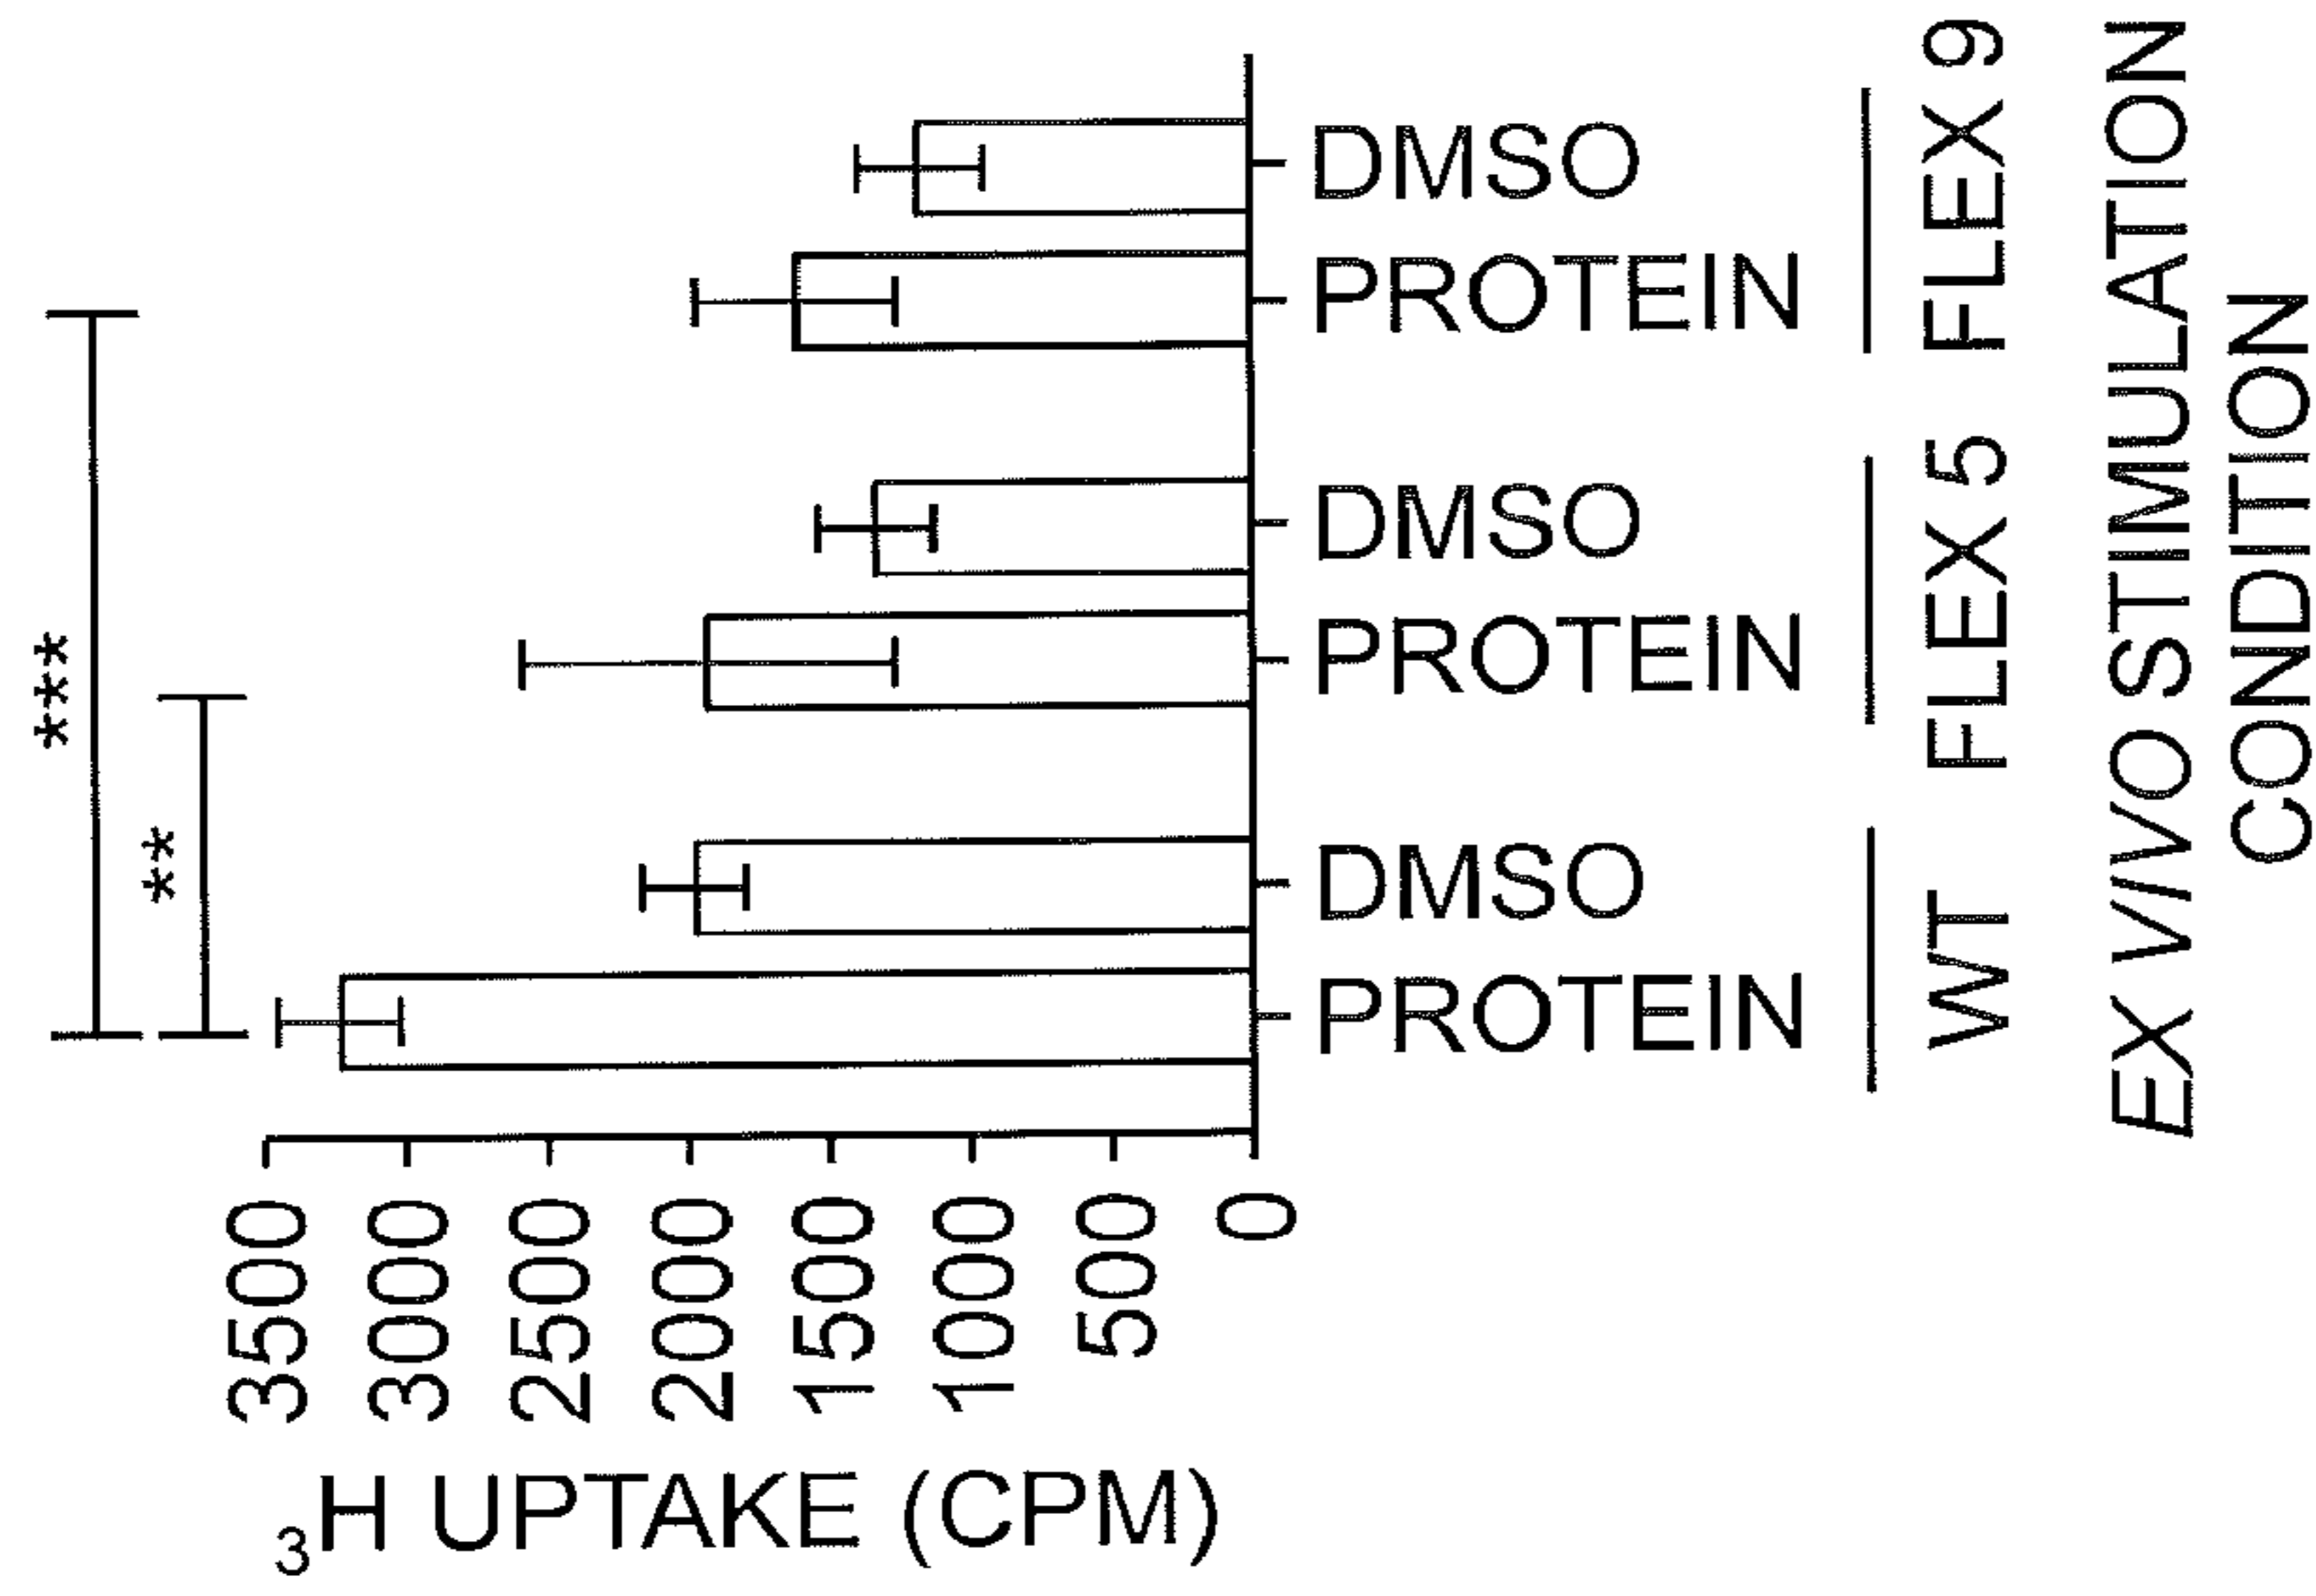 ***
**
DMSO
PROTEIN
DMSO
PROTEIN
DMSO
PROTEIN
FLEX 9
FLEX 5
WT
EX VIVO STIMULATION
CONDITION
3500
3000
2500
2000
1500
1000
500
0
₃H UPTAKE (CPM)